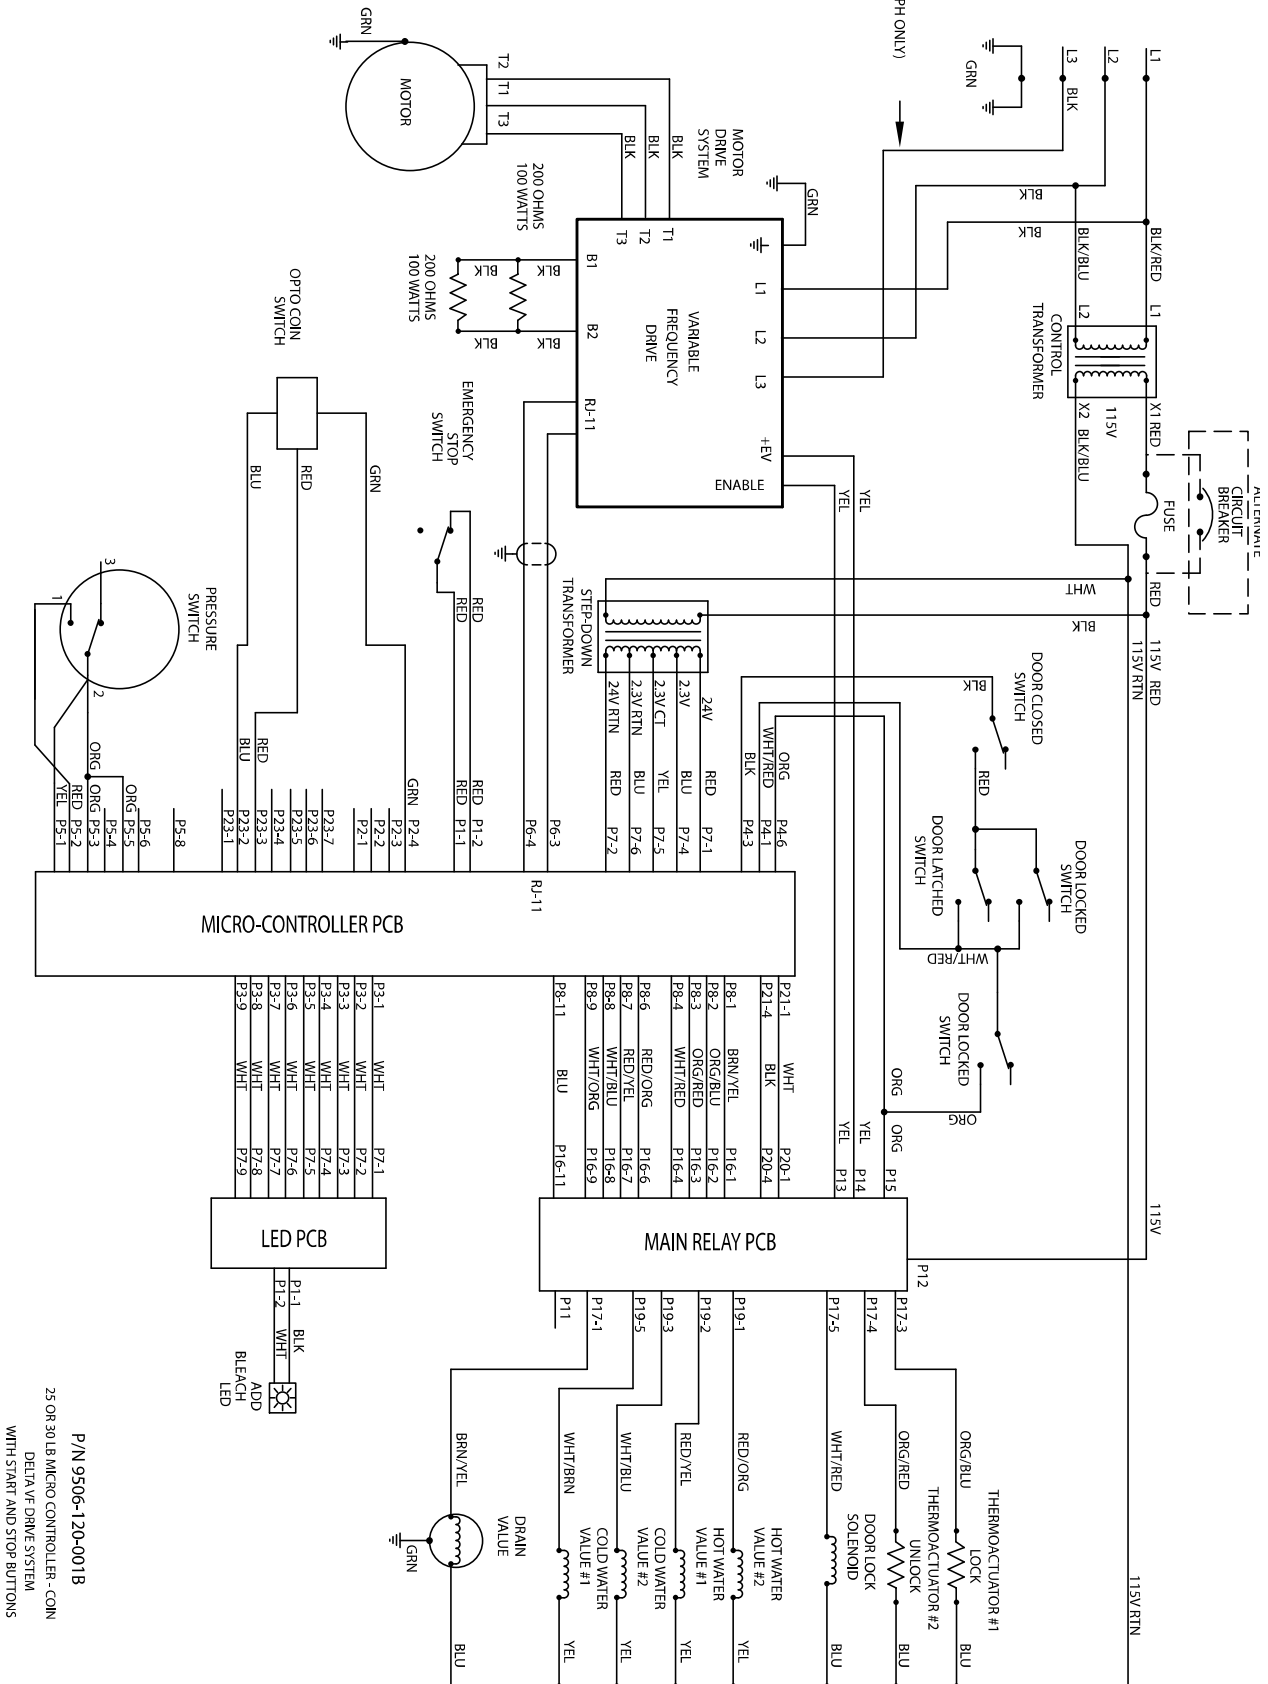 L1
L2
L3
BLK
GRN
PH ONLY)
BLK
BLK
BLK/RED
BLK/BLU
L1
L2
CONTROL
TRANSFORMER
X1 RED
X2 BLK/BLU
115V
FUSE
CIRCUIT
BREAKER
RED
115V RED
115V RTN
WHT
BLK
GRN
MOTOR
T2
T1
T3
BLK
BLK
BLK
MOTOR
DRIVE
SYSTEM
GRN
T1
T2
T3
B1
B2
RJ-11
L1
L2
L3
+EV
ENABLE
VARIABLE
FREQUENCY
DRIVE
200 OHMS
100 WATTS
200 OHMS
100 WATTS
BLK
BLK
BLK
BLK
YEL
YEL
OPTO COIN
SWITCH
BLU
RED
GRN
EMERGENCY
STOP
SWITCH
RED
RED
PRESSURE
SWITCH
1
2
3
STEP-DOWN
TRANSFORMER
24V
2.3V
2.3V CT
2.3V RTN
24V RTN
RED
BLU
YEL
BLU
RED
P7-1
P7-4
P7-5
P7-6
P7-2
DOOR CLOSED
SWITCH
BLK
RED
DOOR LOCKED
SWITCH
DOOR LATCHED
SWITCH
WHT/RED
DOOR LOCKED
SWITCH
ORG
ORG
WHT/RED
BLK
P4-6
P4-1
P4-3
P6-3
P6-4
RJ-11
RED
RED
P1-2
P1-1
GRN
P2-4
P2-3
P2-2
P2-1
P23-7
P23-6
P23-5
P23-4
P23-3
P23-2
P23-1
RED
BLU
P5-8
P5-6
ORG P5-5
P5-4
ORG
ORG P5-3
RED P5-2
YEL P5-1
MICRO-CONTROLLER PCB
P21-1 WHT P20-1
P21-4 BLK P20-4
P8-1 BRN/YEL P16-1
P8-2 ORG/BLU P16-2
P8-3 ORG/RED P16-3
P8-4 WHT/RED P16-4
P8-6 RED/ORG P16-6
P8-7 RED/YEL P16-7
P8-8 WHT/BLU P16-8
P8-9 WHT/ORG P16-9
P8-11 BLU P16-11
P3-1 WHT P7-1
P3-2 WHT P7-2
P3-3 WHT P7-3
P3-4 WHT P7-4
P3-5 WHT P7-5
P3-6 WHT P7-6
P3-7 WHT P7-7
P3-8 WHT P7-8
P3-9 WHT P7-9
ORG
ORG
P15
YEL
P14
YEL
P13
115V
LED PCB
P1-1 BLK
P1-2 WHT
ADD
BLEACH
LED
MAIN RELAY PCB
P12
P17-3
P17-4
P17-5
P19-1
P19-2
P19-3
P19-5
P17-1
P11
ORG/BLU
THERMOACTUATOR #1
LOCK
BLU
ORG/RED
THERMOACTUATOR #2
UNLOCK
BLU
WHT/RED
DOOR LOCK
SOLENOID
BLU
RED/ORG
HOT WATER
VALUE #2
YEL
RED/YEL
HOT WATER
VALUE #1
YEL
WHT/BLU
COLD WATER
VALUE #2
YEL
WHT/BRN
COLD WATER
VALUE #1
YEL
BRN/YEL
DRAIN
VALUE
GRN
BLU
115V RTN
P/N 9506-120-001B
25 OR 30 LB MICRO CONTROLLER - COIN
DELTA VF DRIVE SYSTEM
WITH START AND STOP BUTTONS